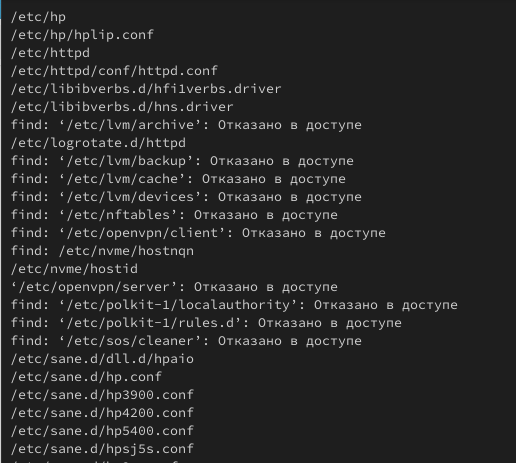 /etc/hp
/etc/hp/hplip.conf
/etc/httpd
/etc/httpd/conf/httpd.conf
/etc/libibverbs.d/hfi1verbs.driver
/etc/libibverbs.d/hns.driver
find: ‘/etc/lvm/archive’: Отказано в доступе
/etc/logrotate.d/httpd
find: ‘/etc/lvm/backup’: Отказано в доступе
find: ‘/etc/lvm/cache’: Отказано в доступе
find: ‘/etc/lvm/devices’: Отказано в доступе
find: ‘/etc/nftables’: Отказано в доступе
find: ‘/etc/openvpn/client’: Отказано в доступе
find: /etc/nvme/hostnqn
/etc/nvme/hostid
‘/etc/openvpn/server’: Отказано в доступе
find: ‘/etc/polkit-1/localauthority’: Отказано в доступе
find: ‘/etc/polkit-1/rules.d’: Отказано в доступе
find: ‘/etc/sos/cleaner’: Отказано в доступе
/etc/sane.d/dll.d/hpaio
/etc/sane.d/hp.conf
/etc/sane.d/hp3900.conf
/etc/sane.d/hp4200.conf
/etc/sane.d/hp5400.conf
/etc/sane.d/hpsj5s.conf